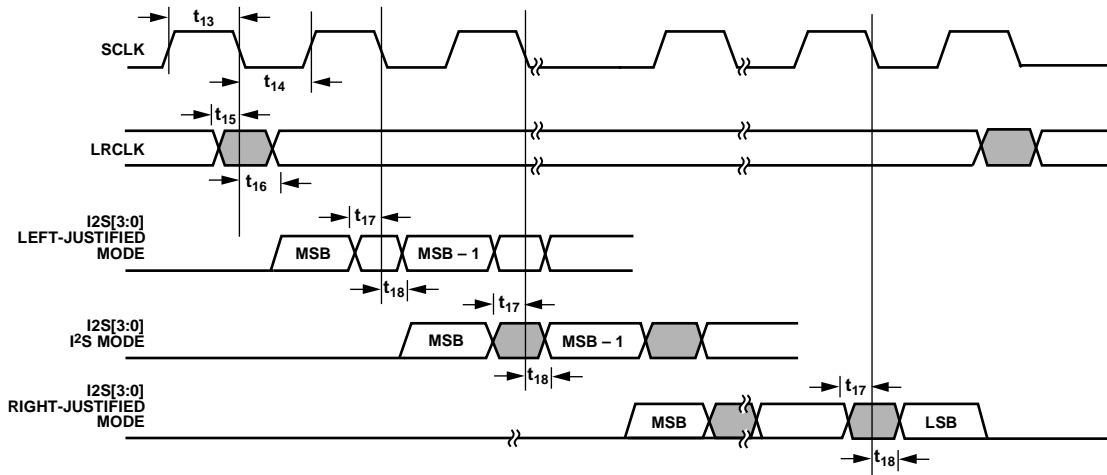 t13
SCLK
t14
t15
LRCLK
t16
I2S[3:0]
LEFT-JUSTIFIED
MODE
t17
MSB
MSB – 1
t18
I2S[3:0]
I²S MODE
t17
MSB
MSB – 1
t18
I2S[3:0]
RIGHT-JUSTIFIED
MODE
t17
MSB
LSB
t18